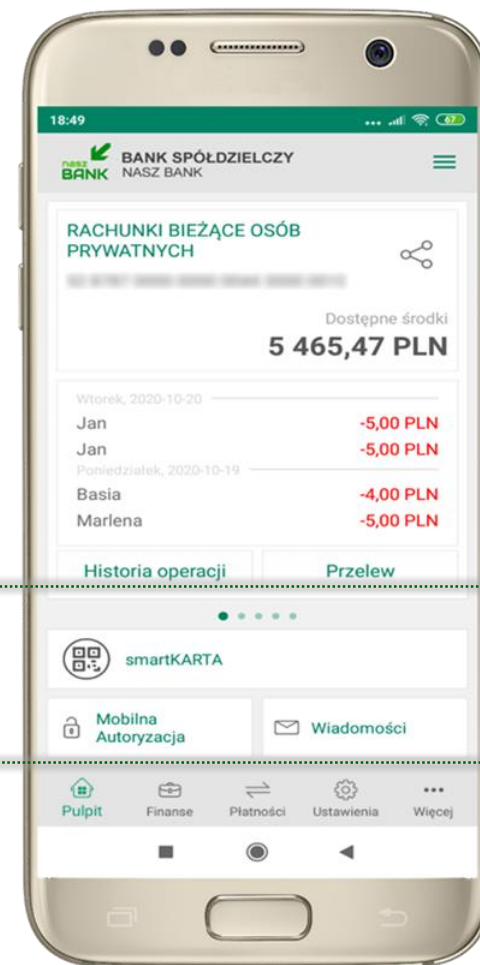 18:49
67
nasz
BANK
BANK SPÓŁDZIELCZY
NASZ BANK
RACHUNKI BIEŻĄCE OSÓB
PRYWATNYCH
Dostępne środki
5 465,47 PLN
Wtorek, 2020-10-20
Jan -5,00 PLN
Jan -5,00 PLN
Poniedziałek, 2020-10-19
Basia -4,00 PLN
Marlena -5,00 PLN
Historia operacji Przelew
smartKARTA
Mobilna
Autoryzacja
Wiadomości
Pulpit Finanse Płatności Ustawienia Więcej